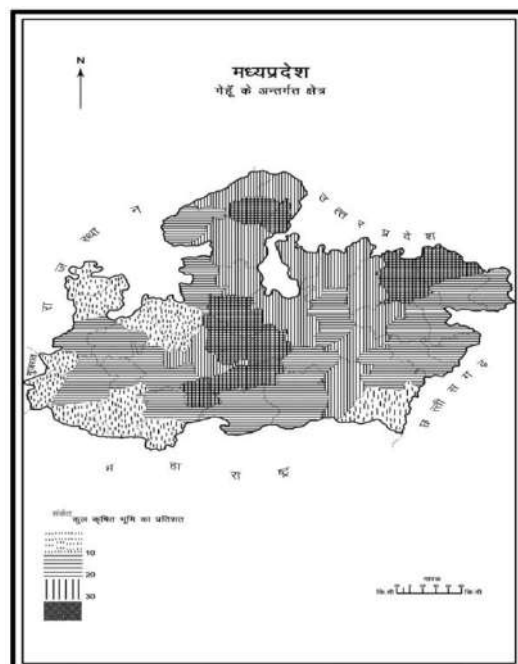 N
मध्यप्रदेश
गेहूँ के अन्तर्गत क्षेत्र
राजस्थान
उत्तर प्रदेश
गुजरात
छत्तीसगढ
महाराष्ट्र
संकेत
कुल कृषित भूमि का प्रतिशत
10
20
30
मापक
कि.मी
कि.मी